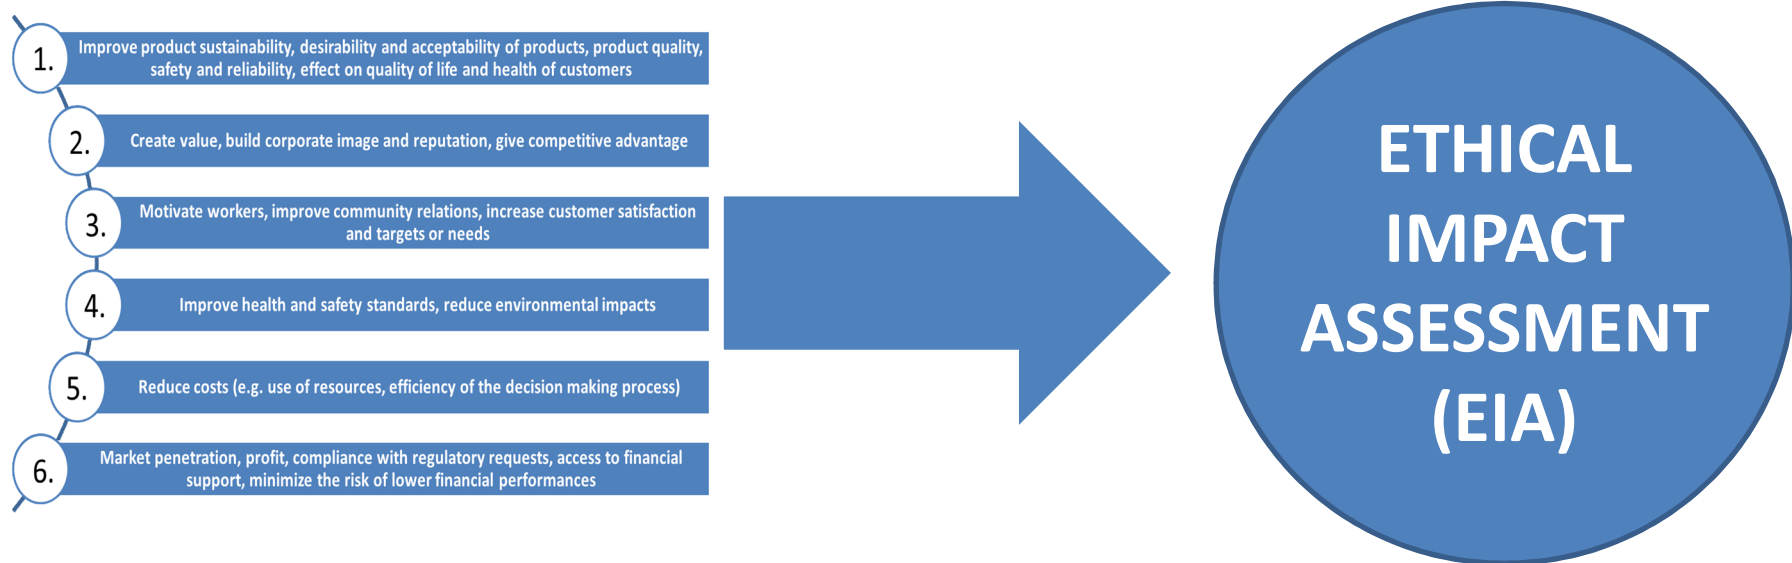 1.
Improve product sustainability, desirability and acceptability of products, product quality,
safety and reliability, effect on quality of life and health of customers
2.
Create value, build corporate image and reputation, give competitive advantage
3.
Motivate workers, improve community relations, increase customer satisfaction
and targets or needs
4.
Improve health and safety standards, reduce environmental impacts
5.
Reduce costs (e.g. use of resources, efficiency of the decision making process)
6.
Market penetration, profit, compliance with regulatory requests, access to financial
support, minimize the risk of lower financial performances
ETHICAL
IMPACT
ASSESSMENT
(EIA)